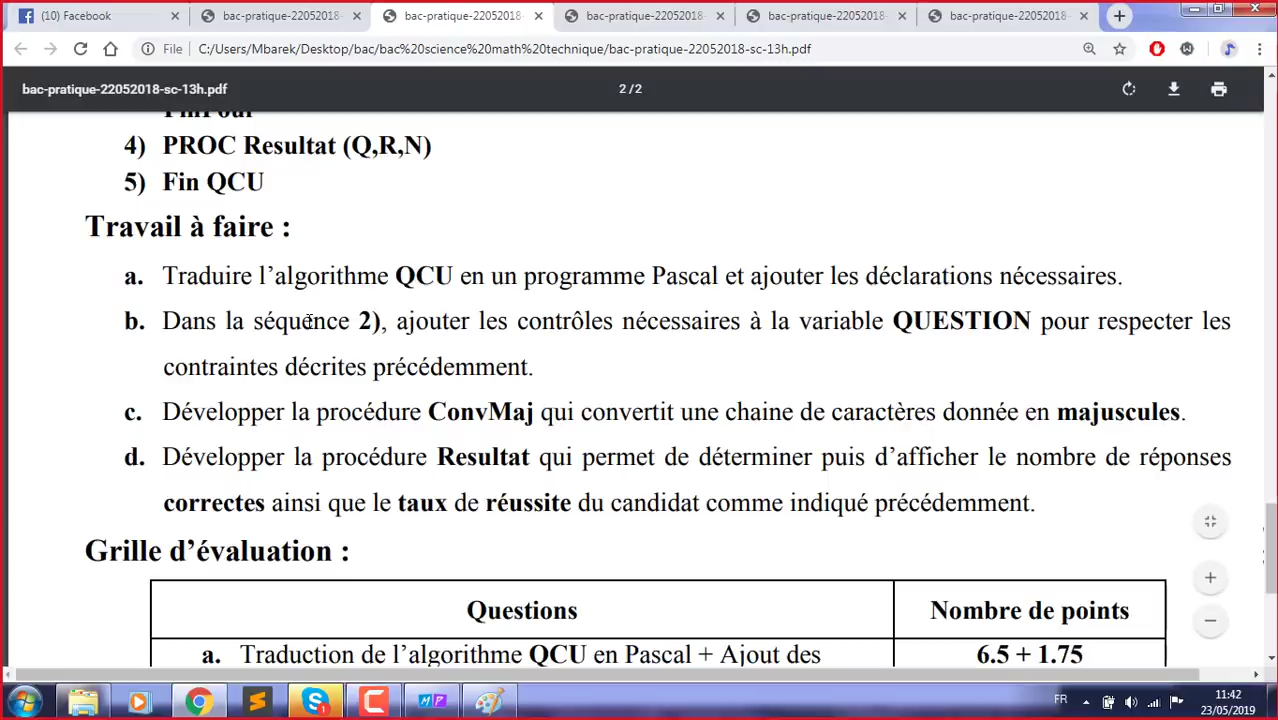 (10) Facebook
bac-pratique-22052018-
bac-pratique-22052018-
bac-pratique-22052018-
bac-pratique-22052018-
bac-pratique-22052018-
File
C:/Users/Mbarek/Desktop/bac/bac%20science%20math%20technique/bac-pratique-22052018-sc-13h.pdf
bac-pratique-22052018-sc-13h.pdf
2 / 2
FinPour
4) PROC Resultat (Q,R,N)
5) Fin QCU
Travail à faire :
a. Traduire l’algorithme QCU en un programme Pascal et ajouter les déclarations nécessaires.
b. Dans la séquence 2), ajouter les contrôles nécessaires à la variable QUESTION pour respecter les
contraintes décrites précédemment.
c. Développer la procédure ConvMaj qui convertit une chaine de caractères donnée en majuscules.
d. Développer la procédure Resultat qui permet de déterminer puis d’afficher le nombre de réponses
correctes ainsi que le taux de réussite du candidat comme indiqué précédemment.
Grille d’évaluation :
Questions
Nombre de points
a. Traduction de l’algorithme QCU en Pascal + Ajout des
6.5 + 1.75
FR
11:42
23/05/2019